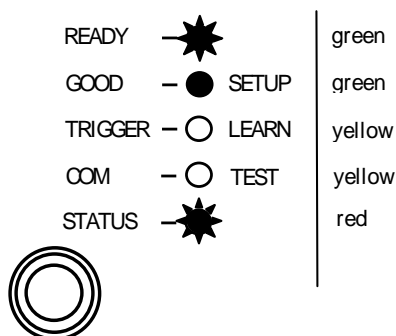 READY green
GOOD SETUP green
TRIGGER LEARN yellow
COM TEST yellow
STATUS red